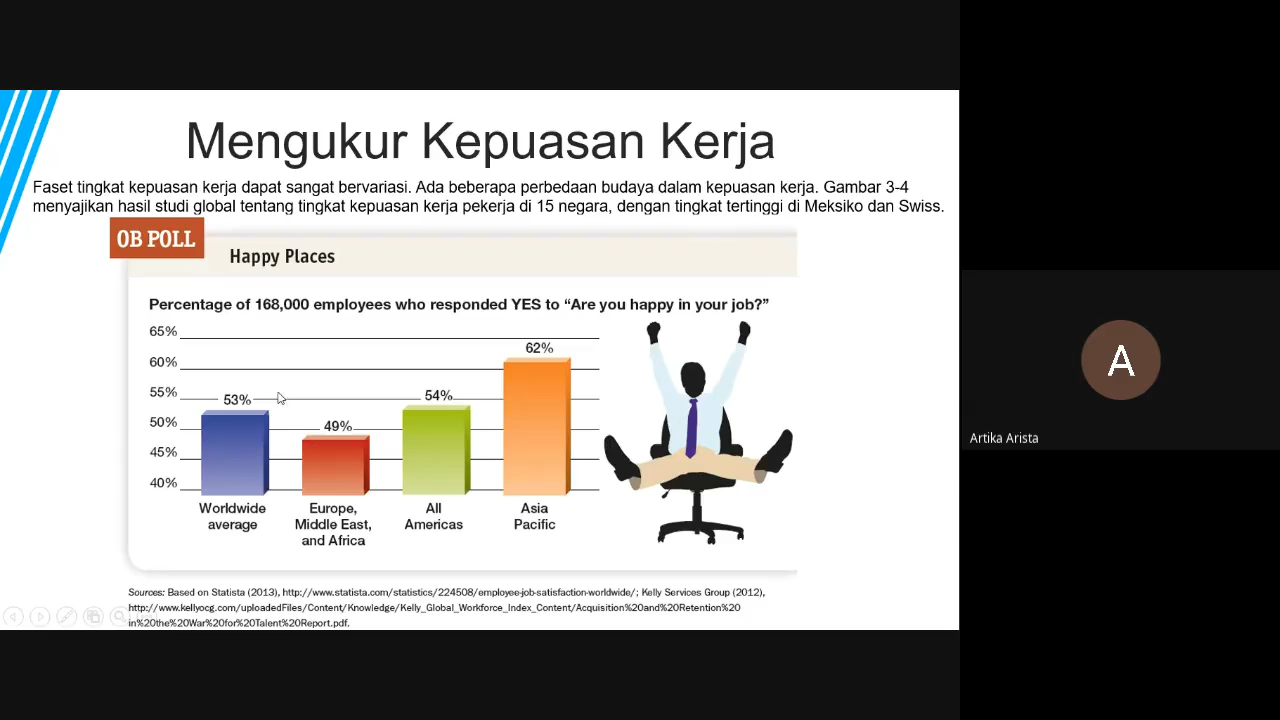 Mengukur Kepuasan Kerja
Faset tingkat kepuasan kerja dapat sangat bervariasi. Ada beberapa perbedaan budaya dalam kepuasan kerja. Gambar 3-4
menyajikan hasil studi global tentang tingkat kepuasan kerja pekerja di 15 negara, dengan tingkat tertinggi di Meksiko dan Swiss.
OB POLL
Happy Places
Percentage of 168,000 employees who responded YES to “Are you happy in your job?”
65%
60%
55%
50%
45%
40%
53%
49%
54%
62%
Worldwide
average
Europe,
Middle East,
and Africa
All
Americas
Asia
Pacific
Sources: Based on Statista (2013), http://www.statista.com/statistics/224508/employee-job-satisfaction-worldwide/; Kelly Services Group (2012),
http://www.kellyocg.com/uploadedFiles/Content/Knowledge/Kelly_Global_Workforce_Index_Content/Acquisition%20and%20Retention%20
in%20the%20War%20for%20Talent%20Report.pdf.
A
Artika Arista